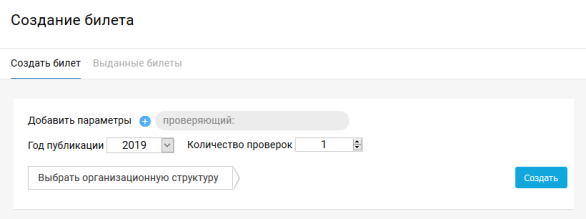 Создание билета
Создать билет Выданные билеты
Добавить параметры + проверяющий:
Год публикации 2019 Количество проверок 1
Выбрать организационную структуру Создать